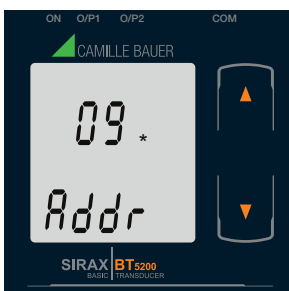 ON O/P1 O/P2 COM
CAMILLE BAUER
09 *
Addr
SIRAX BT5200
BASIC TRANSDUCER